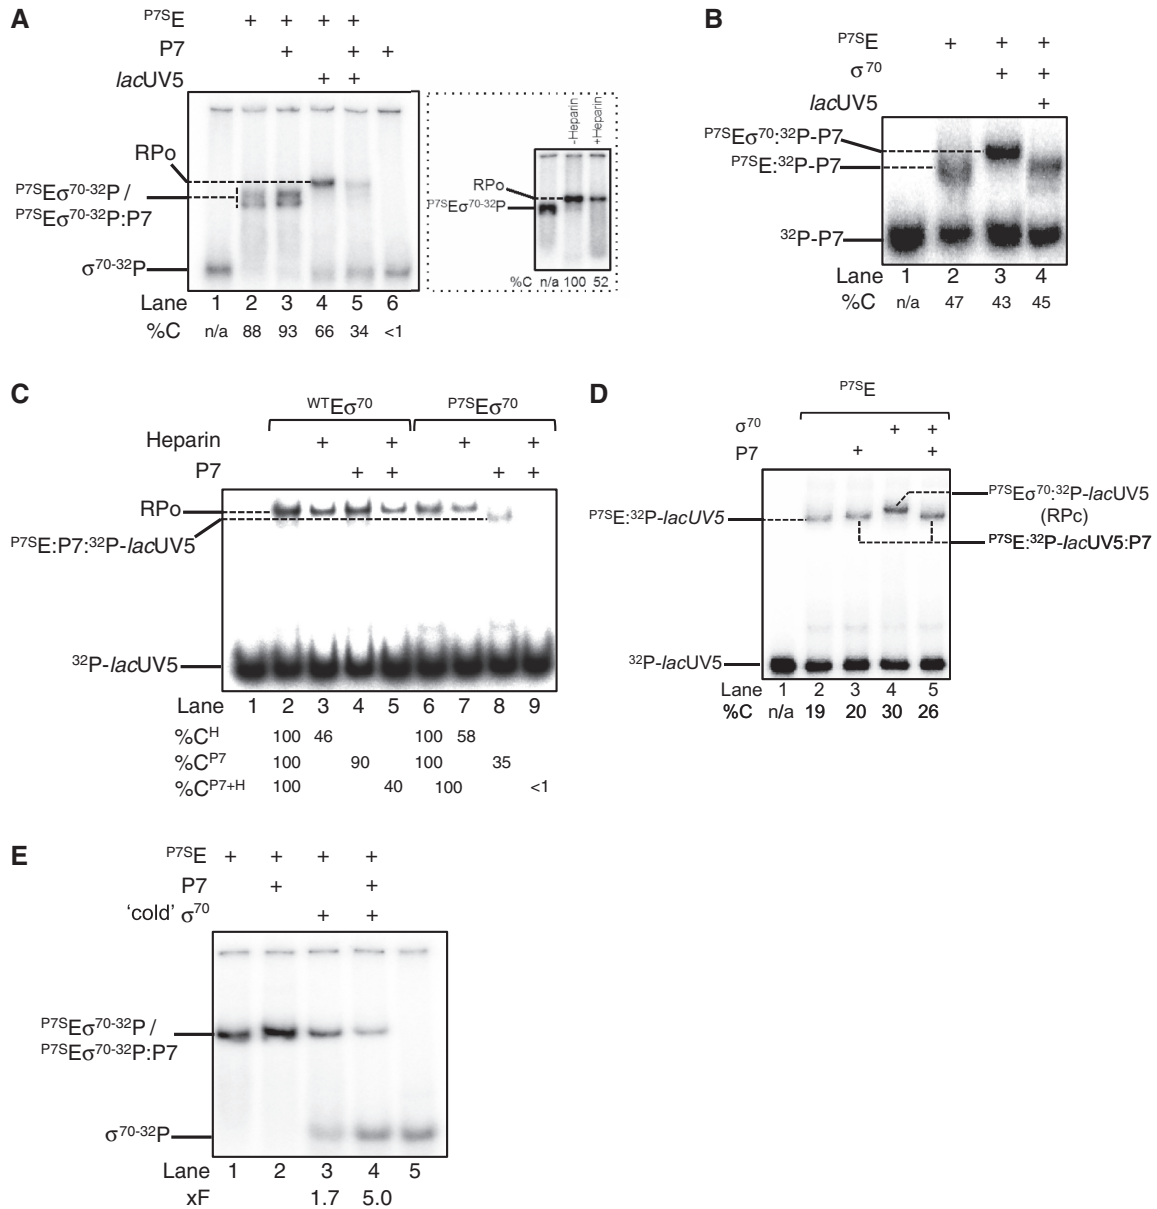 A
P7SE + + + +
P7 + + +
lacUV5 + +
RPo
P7SEσ70-32P /
P7SEσ70-32P:P7
σ70-32P
Lane 1 2 3 4 5 6
%C n/a 88 93 66 34 <1
-Heparin
+Heparin
RPo
P7SEσ70-32P
%C n/a 100 52
B
P7SE + + +
σ70 + +
lacUV5 +
P7SEσ70:32P-P7
P7SE:32P-P7
32P-P7
Lane 1 2 3 4
%C n/a 47 43 45
C
WTEσ70 P7SEσ70
Heparin + + + +
P7 + + + +
RPo
P7SE:P7:32P-lacUV5
32P-lacUV5
Lane 1 2 3 4 5 6 7 8 9
%CH 100 46 100 58
%CP7 100 90 100 35
%CP7+H 100 40 100 <1
D
P7SE
σ70 + +
P7 + +
P7SE:32P-lacUV5
P7SEσ70:32P-lacUV5
(RPc)
P7SE:32P-lacUV5:P7
32P-lacUV5
Lane 1 2 3 4 5
%C n/a 19 20 30 26
E
P7SE + + + +
P7 + +
'cold' σ70 + +
P7SEσ70-32P /
P7SEσ70-32P:P7
σ70-32P
Lane 1 2 3 4 5
xF 1.7 5.0